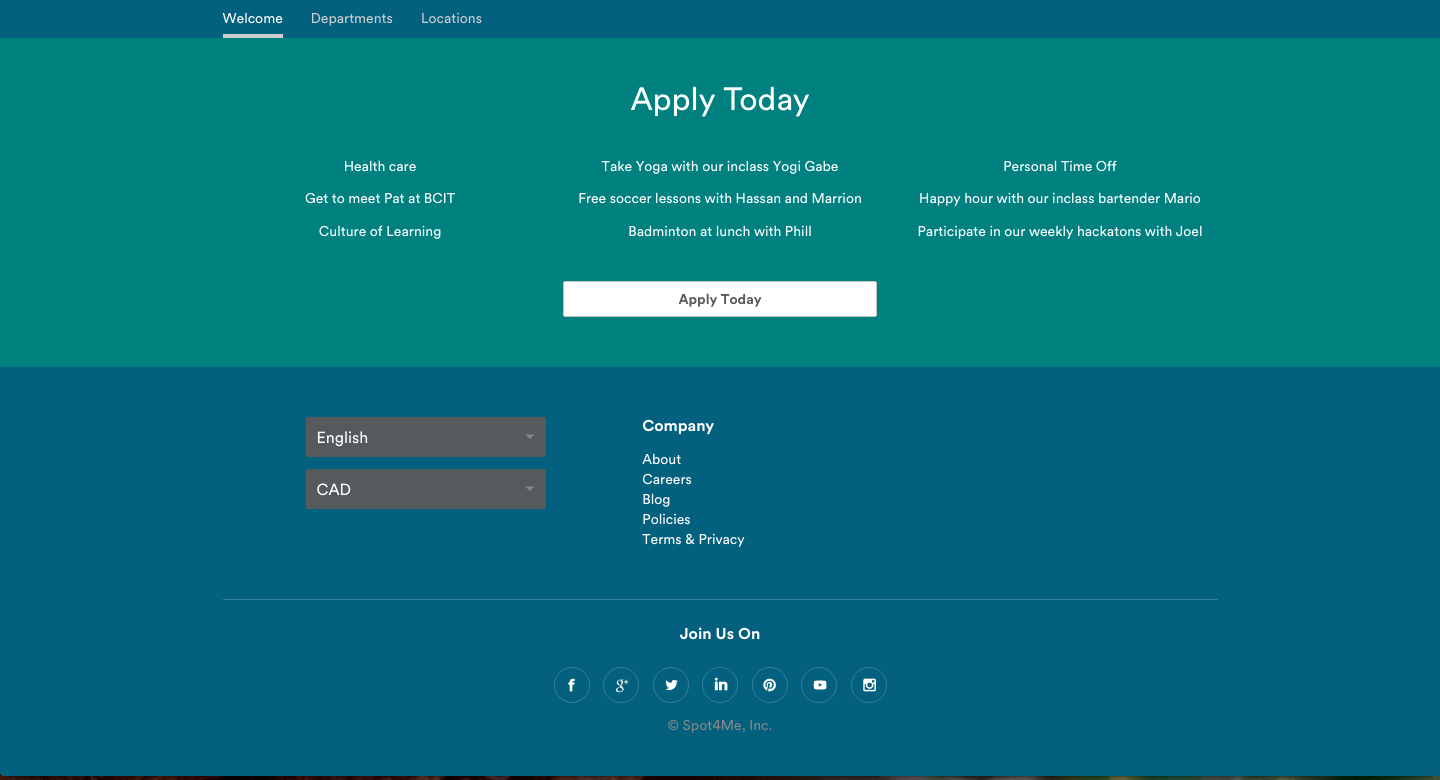 Welcome Departments Locations
Apply Today
Health care Take Yoga with our inclass Yogi Gabe Personal Time Off
Get to meet Pat at BCIT Free soccer lessons with Hassan and Marrion Happy hour with our inclass bartender Mario
Culture of Learning Badminton at lunch with Phill Participate in our weekly hackatons with Joel
Apply Today
English
CAD
Company
About
Careers
Blog
Policies
Terms & Privacy
Join Us On
© Spot4Me, Inc.